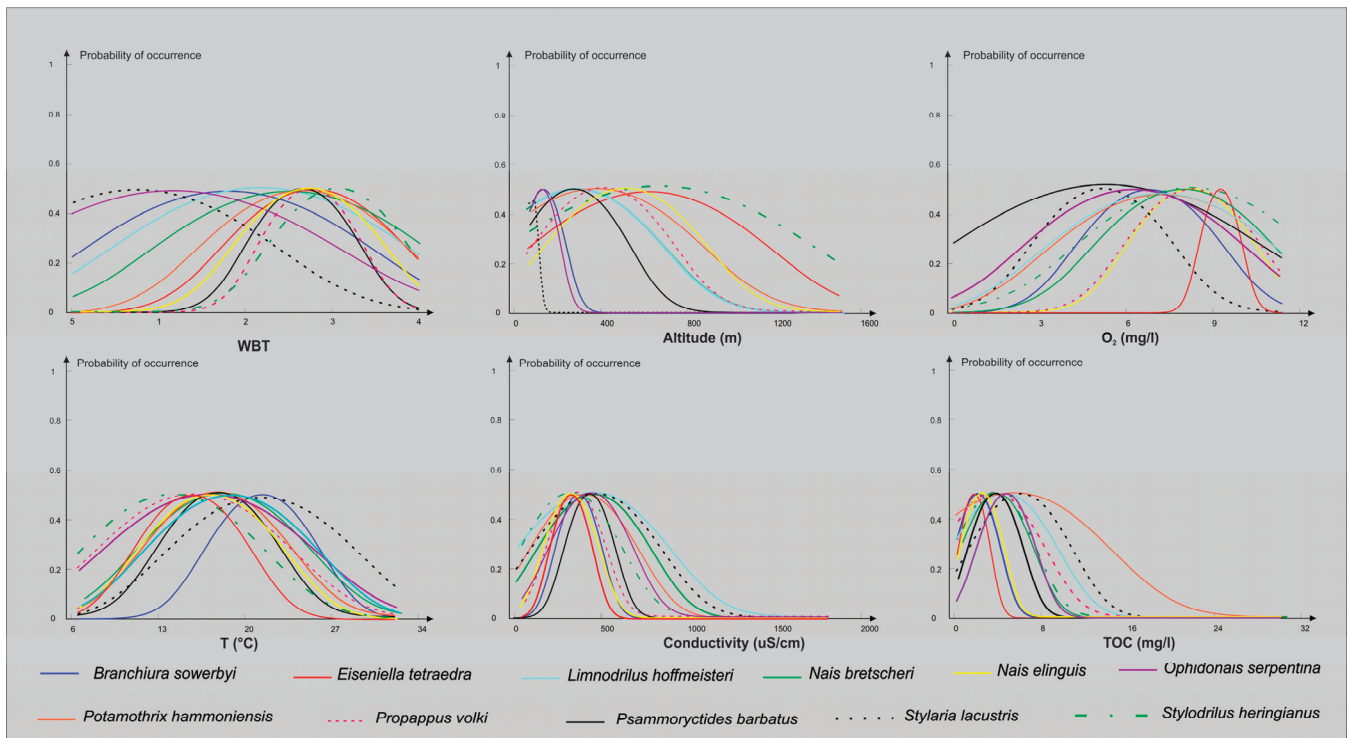 Probability of occurrence
1
0.8
0.6
0.4
0.2
0
5 1 2 3 4
WBT
Probability of occurrence
1
0.8
0.6
0.4
0.2
0
0 400 800 1200 1600
Altitude (m)
Probability of occurrence
1
0.8
0.6
0.4
0.2
0
0 3 6 9 12
O₂ (mg/l)
Probability of occurrence
1
0.8
0.6
0.4
0.2
0
6 13 20 27 34
T (°C)
Probability of occurrence
1
0.8
0.6
0.4
0.2
0
0 500 1000 1500 2000
Conductivity (uS/cm)
Probability of occurrence
1
0.8
0.6
0.4
0.2
0
0 8 16 24 32
TOC (mg/l)
Branchiura sowerbyi Eiseniella tetraedra Limnodrilus hoffmeisteri Nais bretscheri Nais elinguis Ophidonais serpentina
Potamothrix hammoniensis Propappus volki Psammoryctides barbatus Stylaria lacustris Stylodrilus heringianus